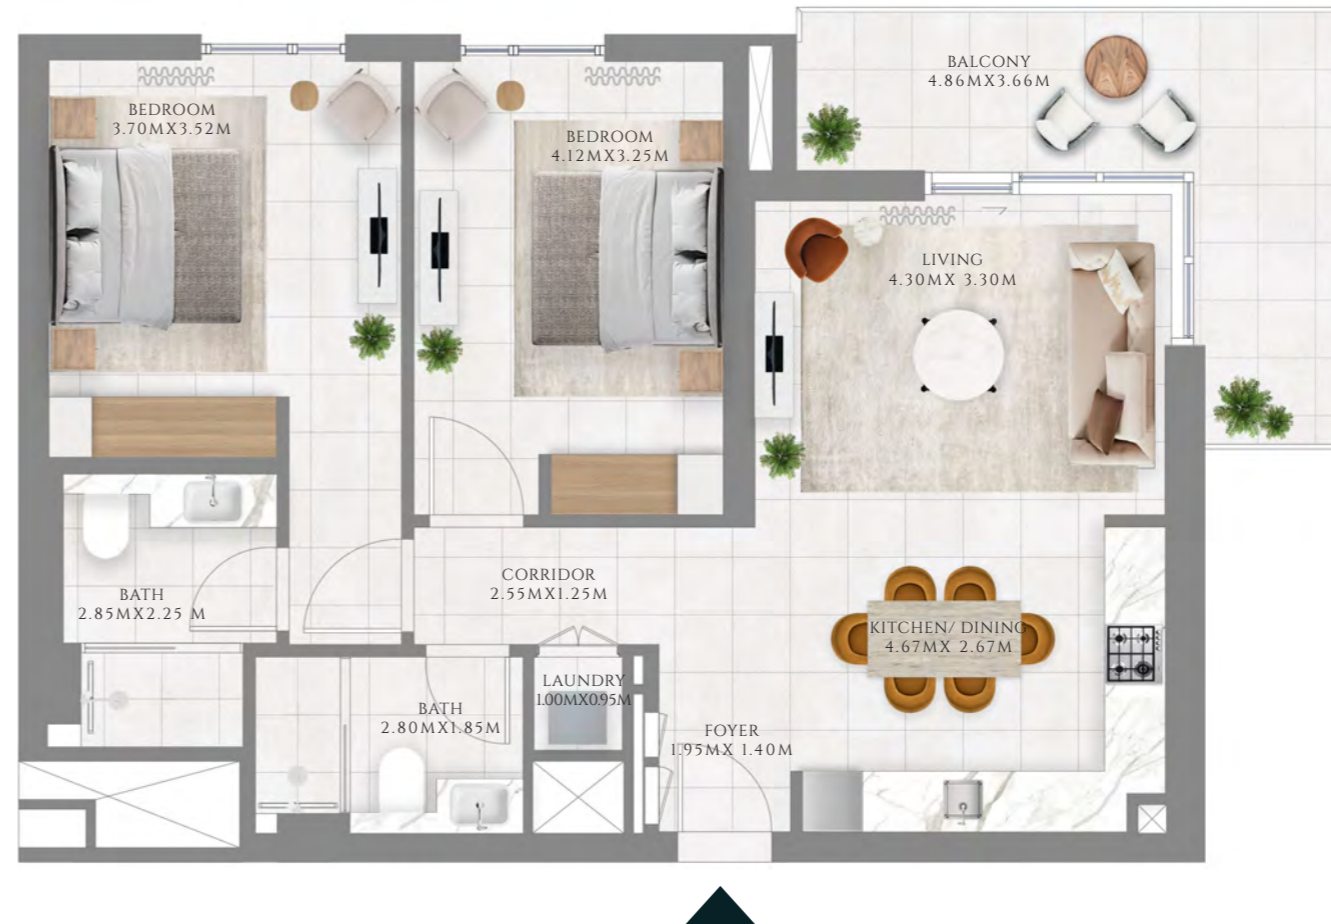 BALCONY
4.86MX3.66M
BEDROOM
3.70MX3.52M
BEDROOM
4.12MX3.25M
LIVING
4.30MX 3.30M
CORRIDOR
2.55MX1.25M
BATH
2.85MX2.25 M
KITCHEN/ DINING
4.67MX 2.67M
LAUNDRY
1.00MX0.95M
BATH
2.80MX1.85M
FOYER
1.95MX 1.40M